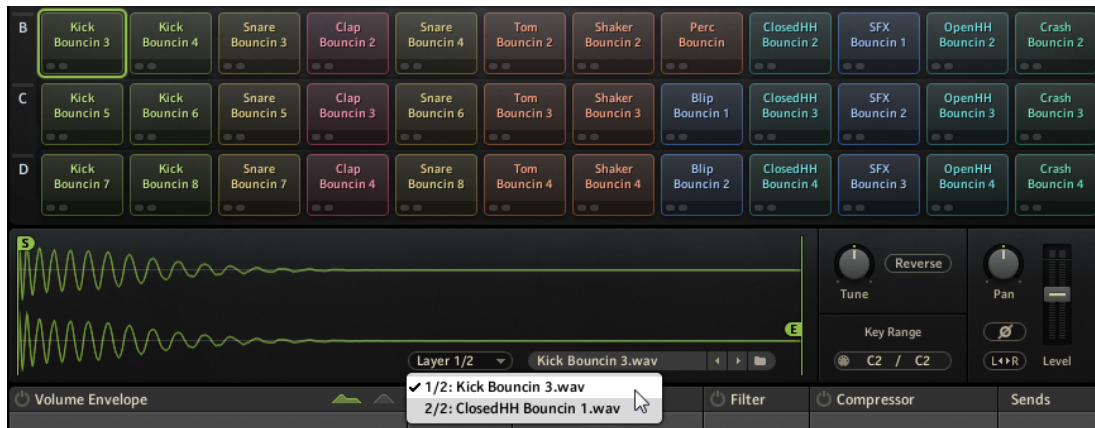 B
Kick Bouncin 3
Kick Bouncin 4
Snare Bouncin 3
Clap Bouncin 2
Snare Bouncin 4
Tom Bouncin 2
Shaker Bouncin 2
Perc Bouncin
ClosedHH Bouncin 2
SFX Bouncin 1
OpenHH Bouncin 2
Crash Bouncin 2
C
Kick Bouncin 5
Kick Bouncin 6
Snare Bouncin 5
Clap Bouncin 3
Snare Bouncin 6
Tom Bouncin 3
Shaker Bouncin 3
Blip Bouncin 1
ClosedHH Bouncin 3
SFX Bouncin 2
OpenHH Bouncin 3
Crash Bouncin 3
D
Kick Bouncin 7
Kick Bouncin 8
Snare Bouncin 7
Clap Bouncin 4
Snare Bouncin 8
Tom Bouncin 4
Shaker Bouncin 4
Blip Bouncin 2
ClosedHH Bouncin 4
SFX Bouncin 3
OpenHH Bouncin 4
Crash Bouncin 4
S
E
Layer 1/2
Kick Bouncin 3.wav
1/2: Kick Bouncin 3.wav
2/2: ClosedHH Bouncin 1.wav
Tune
Reverse
Key Range
C2 / C2
Pan
L R
Level
Volume Envelope
Filter
Compressor
Sends